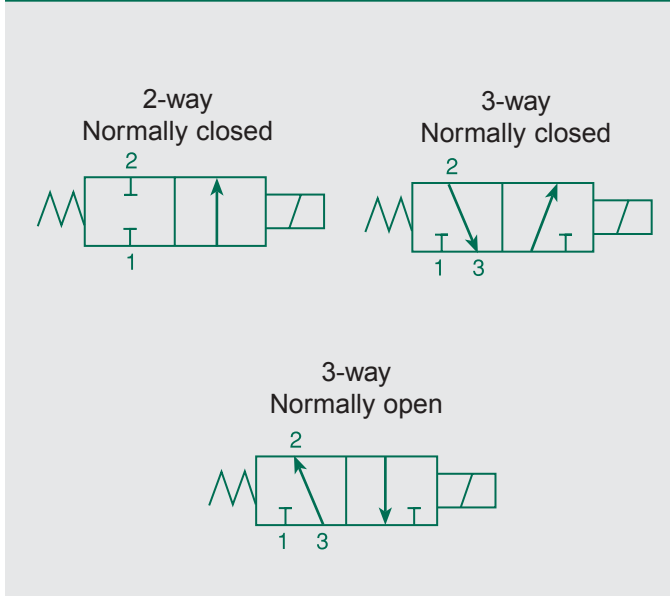 2-way
Normally closed
2
1
3-way
Normally closed
2
1 3
3-way
Normally open
2
1 3